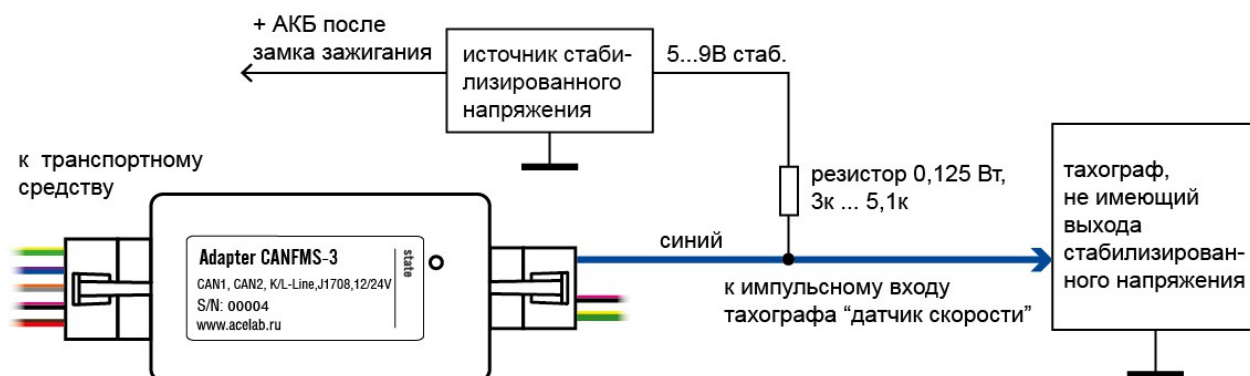 + АКБ после
замка зажигания
источник стаби-
лизированного
напряжения
5...9В стаб.
к транспортному
средству
резистор 0,125 Вт,
3к ... 5,1к
тахограф,
не имеющий
выхода
стабилизирован-
ного напряжения
синий
Adapter CANFMS-3
CAN1, CAN2, K/L-Line,J1708,12/24V
S/N: 00004
www.acelab.ru
state
к импульсному входу
тахографа “датчик скорости”